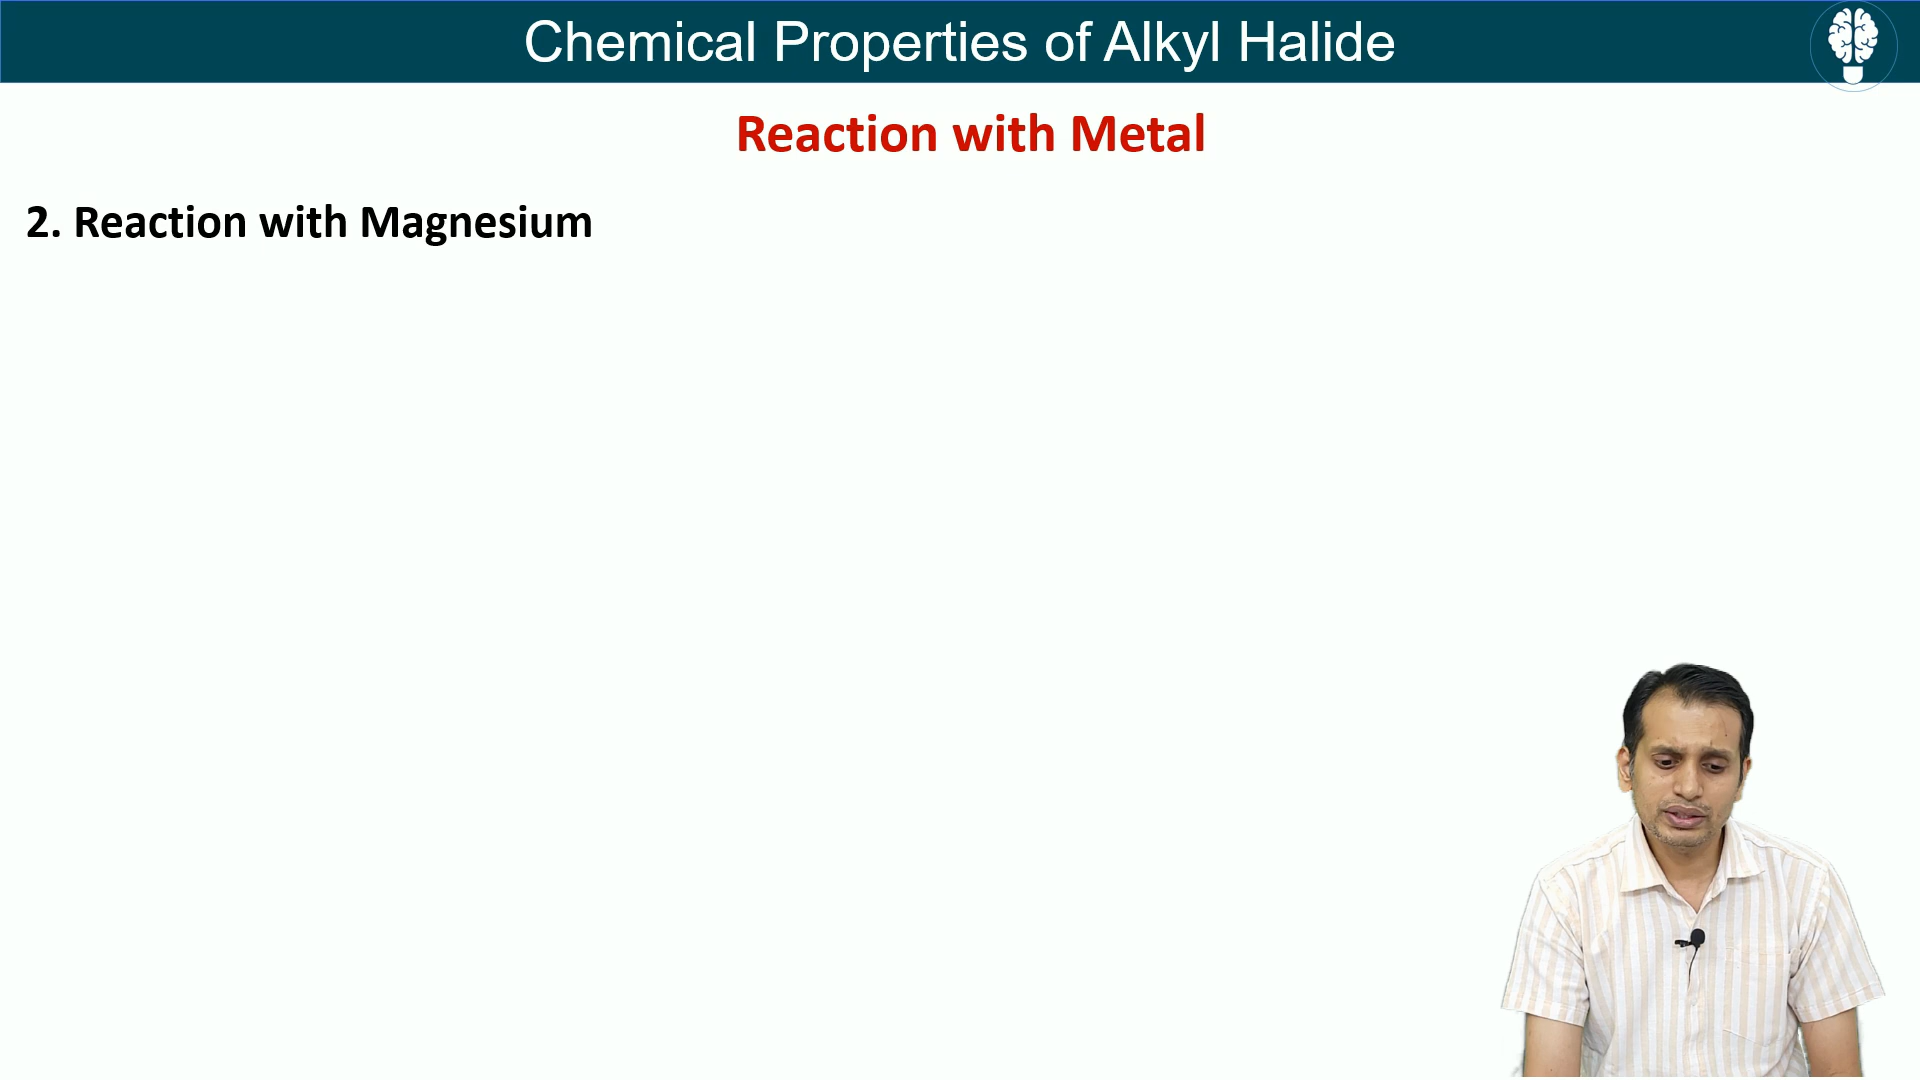 Chemical Properties of Alkyl Halide
Reaction with Metal
2. Reaction with Magnesium